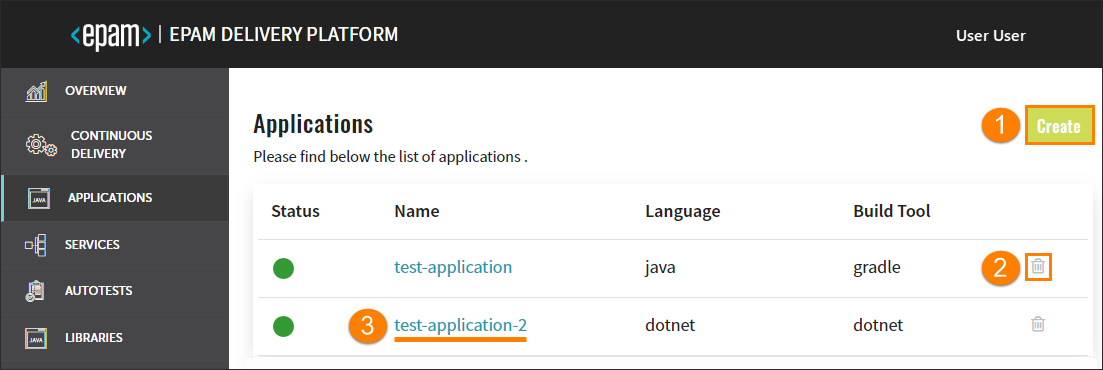 <epam> | EPAM DELIVERY PLATFORM
User User
OVERVIEW
CONTINUOUS
DELIVERY
JAVA
APPLICATIONS
SERVICES
AUTOTESTS
JAVA
LIBRARIES
Applications
1
Create
Please find below the list of applications .
Status Name Language Build Tool
test-application java gradle 2
3 test-application-2 dotnet dotnet